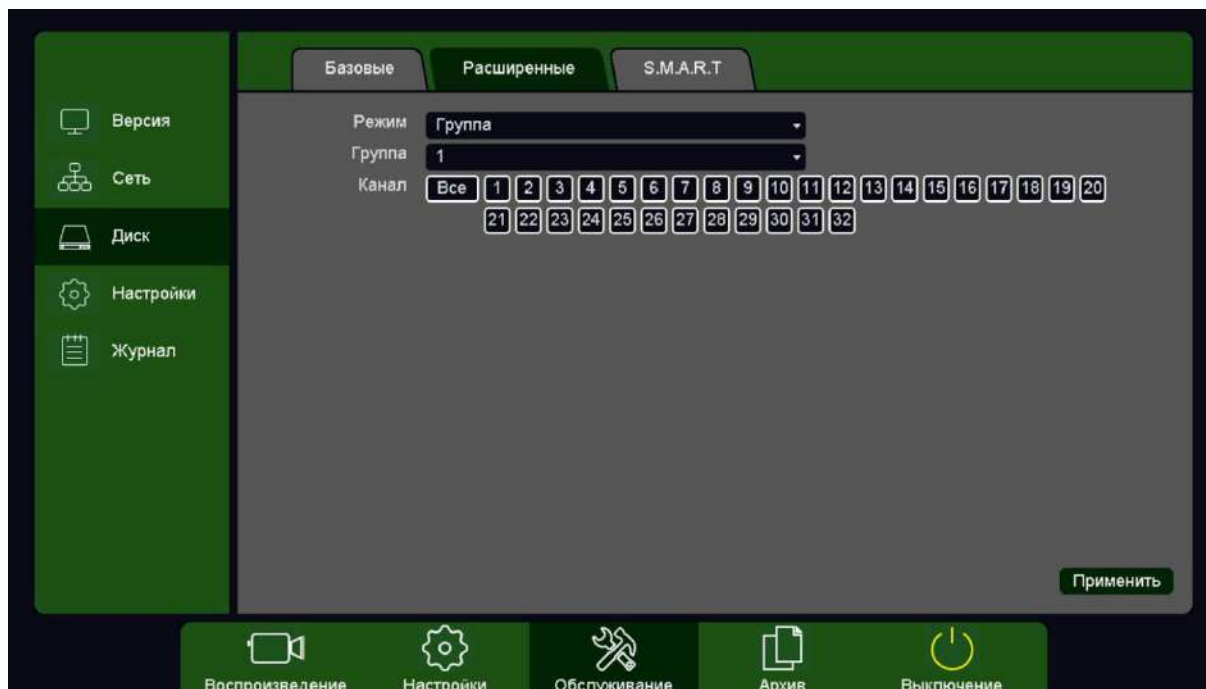 Базовые Расширенные S.M.A.R.T
Версия
Сеть
Диск
Настройки
Журнал
Режим Группа
Группа 1
Канал Все 1 2 3 4 5 6 7 8 9 10 11 12 13 14 15 16 17 18 19 20
21 22 23 24 25 26 27 28 29 30 31 32
Применить
Воспроизведение Настройки Обслуживание Архив Выключение